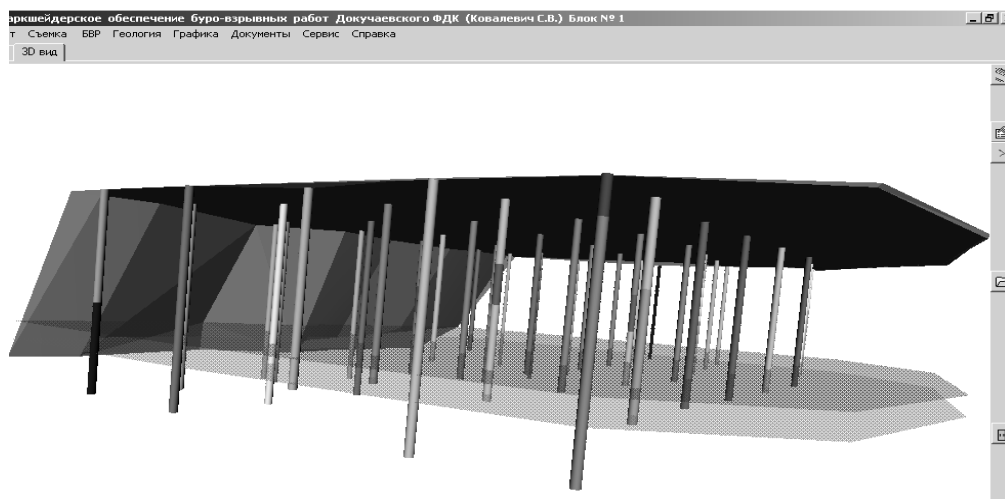 аркшейдерское обеспечение буро-взрывных работ Докучаевского ФДК (Ковалевич С.В.) Блок № 1
т Съемка БВР Геология Графика Документы Сервис Справка
3D вид